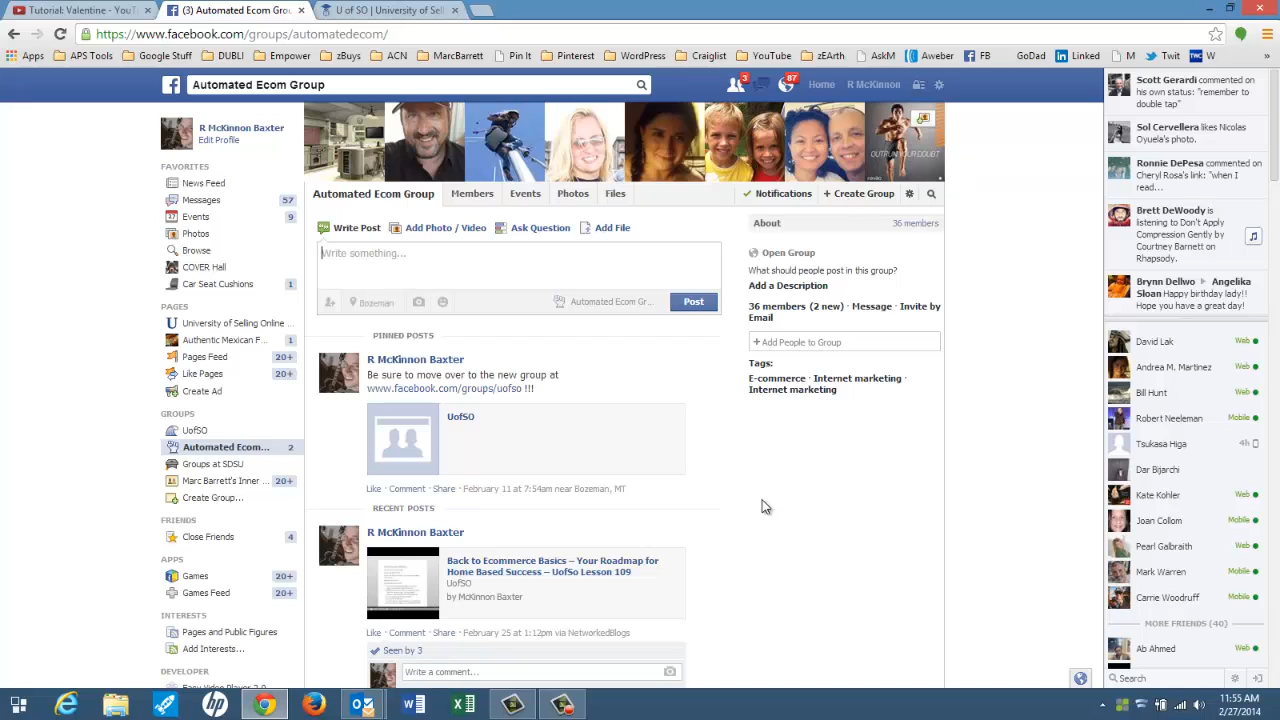 Tutorial: Valentine - YouT
(3) Automated Ecom Grou
U of SO | University of Sell
https://www.facebook.com/groups/automatedecom/
Apps
APS Tools
DUBLI
Empower
zBuys
ACN
MarcBarrett
Pin It
Pinterest
WordPress
Craiglist
YouTube
zzArth
AskM
Aweber
FB
GoDad
Linked
M
Twit
TWC
W
»
Automated Ecom Group
3
87
Home
R McKinnon
R McKinnon Baxter
Edit Profile
FAVORITES
News Feed
Messages 57
Events 9
Photos
Browse
COVER Hall
Car Seat Cushions 1
PAGES
University of Selling Online ...
Authentic Mexican F... 1
Pages Feed 20+
Like Pages 20+
Create Ad
GROUPS
UofSO
Automated Ecom... 2
Groups at SDSU
Marc Barrett's Inner ... 20+
Create Group...
FRIENDS
Close Friends 4
APPS
Games 20+
Games Feed 20+
INTERESTS
Pages and Public Figures
Add Interests...
DEVELOPER
Easy Video Player 2.0
OUTRUN YOUR DOUBT
Automated Ecom Group
Members
Events
Photos
Files
✓ Notifications
+ Create Group
Write Post
Add Photo / Video
Ask Question
Add File
Write something...
Bozeman
Automated Ecom Gr...
Post
PINNED POSTS
R McKinnon Baxter
Be sure to move over to the new group at
www.facebook.com/groups/uofso !!!
UofSO
Like · Comment · Share · February 11 at 7:54am near Bozeman, MT
RECENT POSTS
R McKinnon Baxter
Back to Ecommerce Basics – Your Roadmap for
Home Based Success – UofSo Lesson 109
UofSO
by McKinnon Baxter
Like · Comment · Share · February 25 at 1:12pm via NetworkedBlogs
Seen by 3
Write a comment...
About
36 members
Open Group
What should people post in this group?
Add a Description
36 members (2 new) · Message · Invite by
Email
+ Add People to Group
Tags:
E-commerce · Internet marketing ·
Internet marketing
Scott Gerardi commented on
his own status: "remember to
double tap"
Sol Cervellera likes Nicolas
Oyuela's photo.
Ronnie DePesa commented on
Cheryl Rosa's link: "when I
read...
Brett DeWoody is
listening to Don't Apply
Compression Gently by
Courtney Barnett on
Rhapsody.
Brynn Dellwo ▸ Angelika
Sloan Happy birthday lady!!
Hope you have a great day!
David Lak Web
Andrea M. Martinez Web
Bill Hunt Web
Robert Neeleman Mobile
Tsukasa Higa 4h
Dar Bijarchi
Kate Kohler Web
Joan Collom Mobile
Pearl Galbraith Mobile
Mark Warren Mobile
Carrie Woodruff Mobile
MORE FRIENDS (40)
Ab Ahmed Web
Search
11:55 AM
2/27/2014